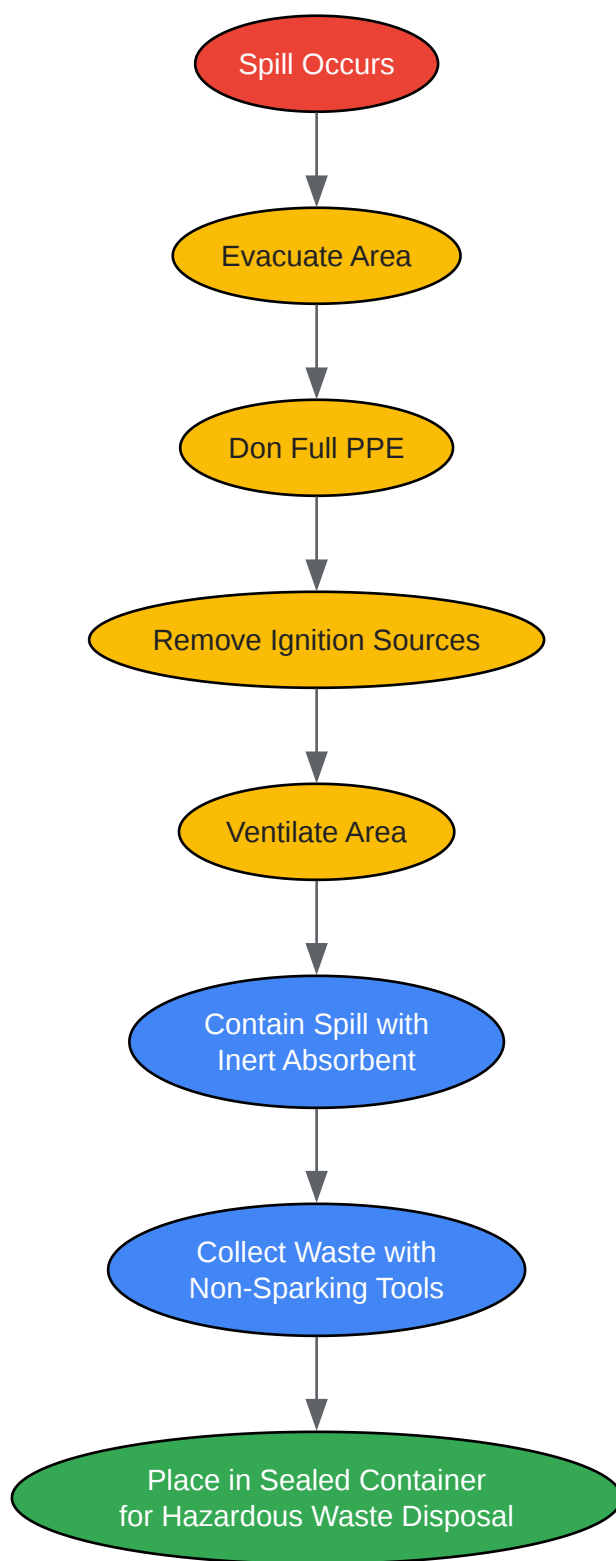 Spill Occurs
Evacuate Area
Don Full PPE
Remove Ignition Sources
Ventilate Area
Contain Spill with
Inert Absorbent
Collect Waste with
Non-Sparking Tools
Place in Sealed Container
for Hazardous Waste Disposal